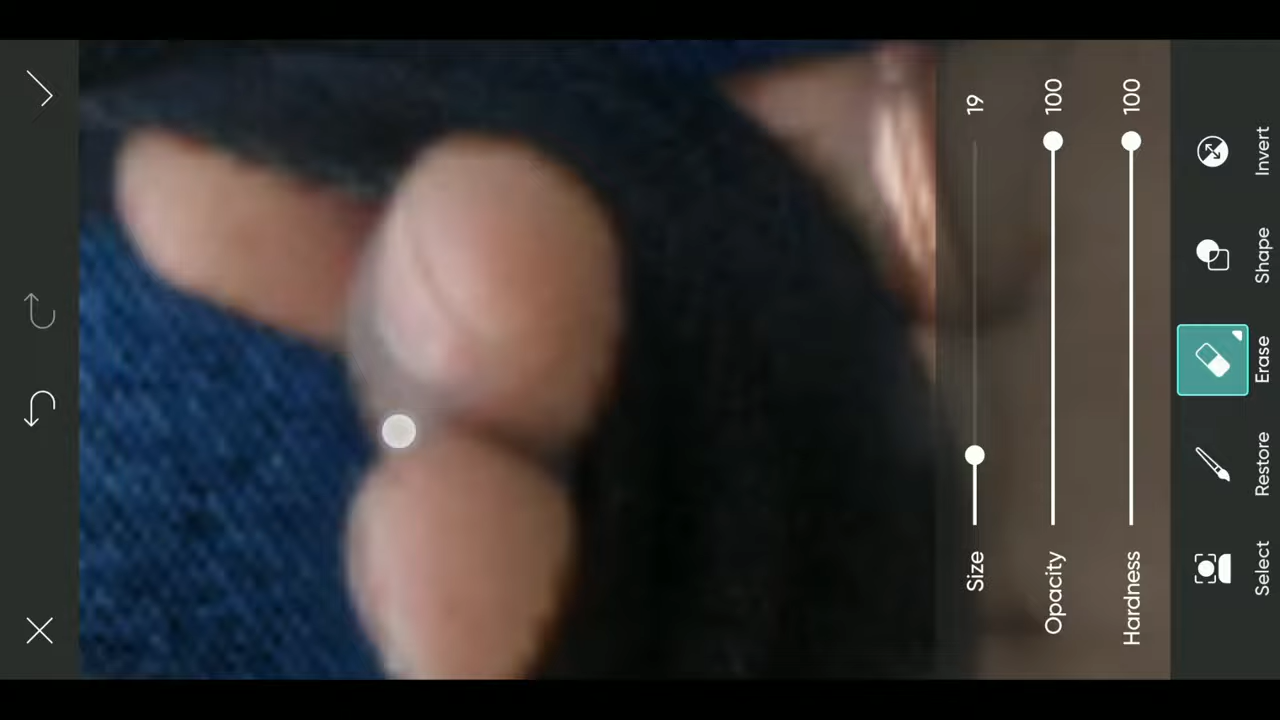 Size 19
Opacity 100
Hardness 100
Invert
Shape
Erase
Restore
Select